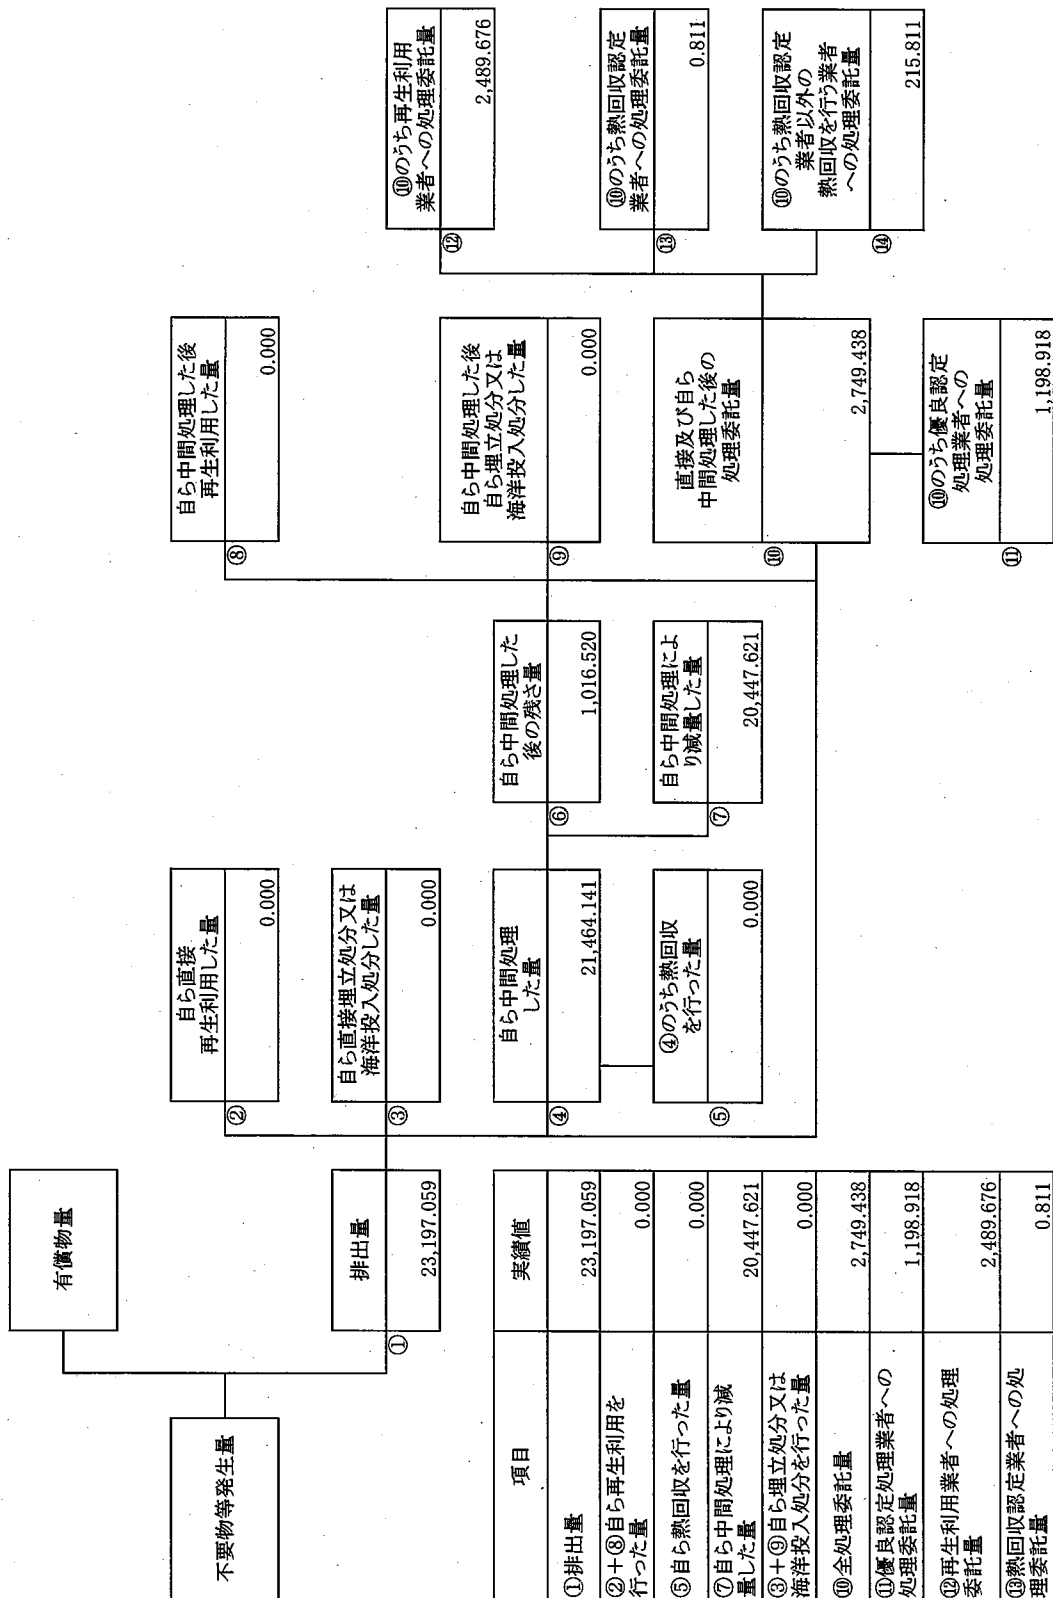 不要物等発生量
有償物量
①
排出量
23,197.059
②
自ら直接
再生利用した量
0.000
③
自ら直接埋立処分又は
海洋投入処分した量
0.000
④
自ら中間処理
した量
21,464.141
⑤
④のうち熱回収
を行った量
0.000
⑥
自ら中間処理した
後の残さ量
1,016.520
⑦
自ら中間処理によ
り減量した量
20,447.621
⑧
自ら中間処理した後
再生利用した量
0.000
⑨
自ら中間処理した後
自ら埋立処分又は
海洋投入処分した量
0.000
⑩
直接及び自ら
中間処理した後の
処理委託量
2,749.438
⑪
⑩のうち優良認定
処理業者への
処理委託量
1,198.918
⑫
⑩のうち再生利用
業者への処理委託量
2,489.676
⑬
⑩のうち熱回収認定
業者への処理委託量
0.811
⑭
⑩のうち熱回収認定
業者以外の
熱回収を行う業者
への処理委託量
215.811
項目 実績値
①排出量 23,197.059
②+⑧自ら再生利用を
行った量 0.000
⑤自ら熱回収を行った量 0.000
⑦自ら中間処理により減
量した量 20,447.621
③+⑨自ら埋立処分又は
海洋投入処分を行った量 0.000
⑩全処理委託量 2,749.438
⑪優良認定処理業者への
処理委託量 1,198.918
⑫再生利用業者への処理
委託量 2,489.676
⑬熱回収認定業者への処
理委託量 0.811